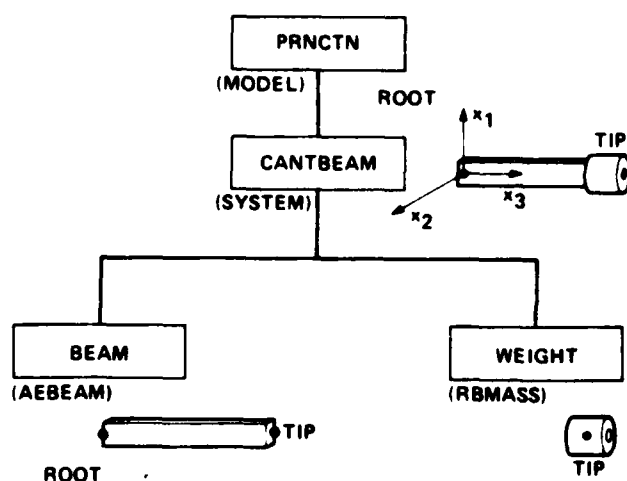 PRNCTN
(MODEL)
ROOT
x1
TIP
CANTBEAM
(SYSTEM)
x3
x2
BEAM
(AEBEAM)
WEIGHT
(RBMASS)
TIP
ROOT
TIP